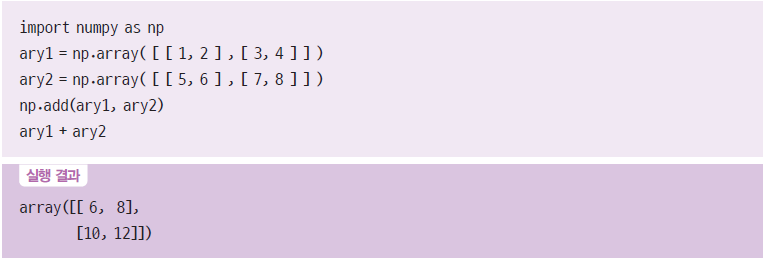 import numpy as np
ary1 = np.array( [ [ 1, 2 ] , [ 3, 4 ] ] )
ary2 = np.array( [ [ 5, 6 ] , [ 7, 8 ] ] )
np.add(ary1, ary2)
ary1 + ary2
실행 결과
array([[ 6,  8],
       [10, 12]])